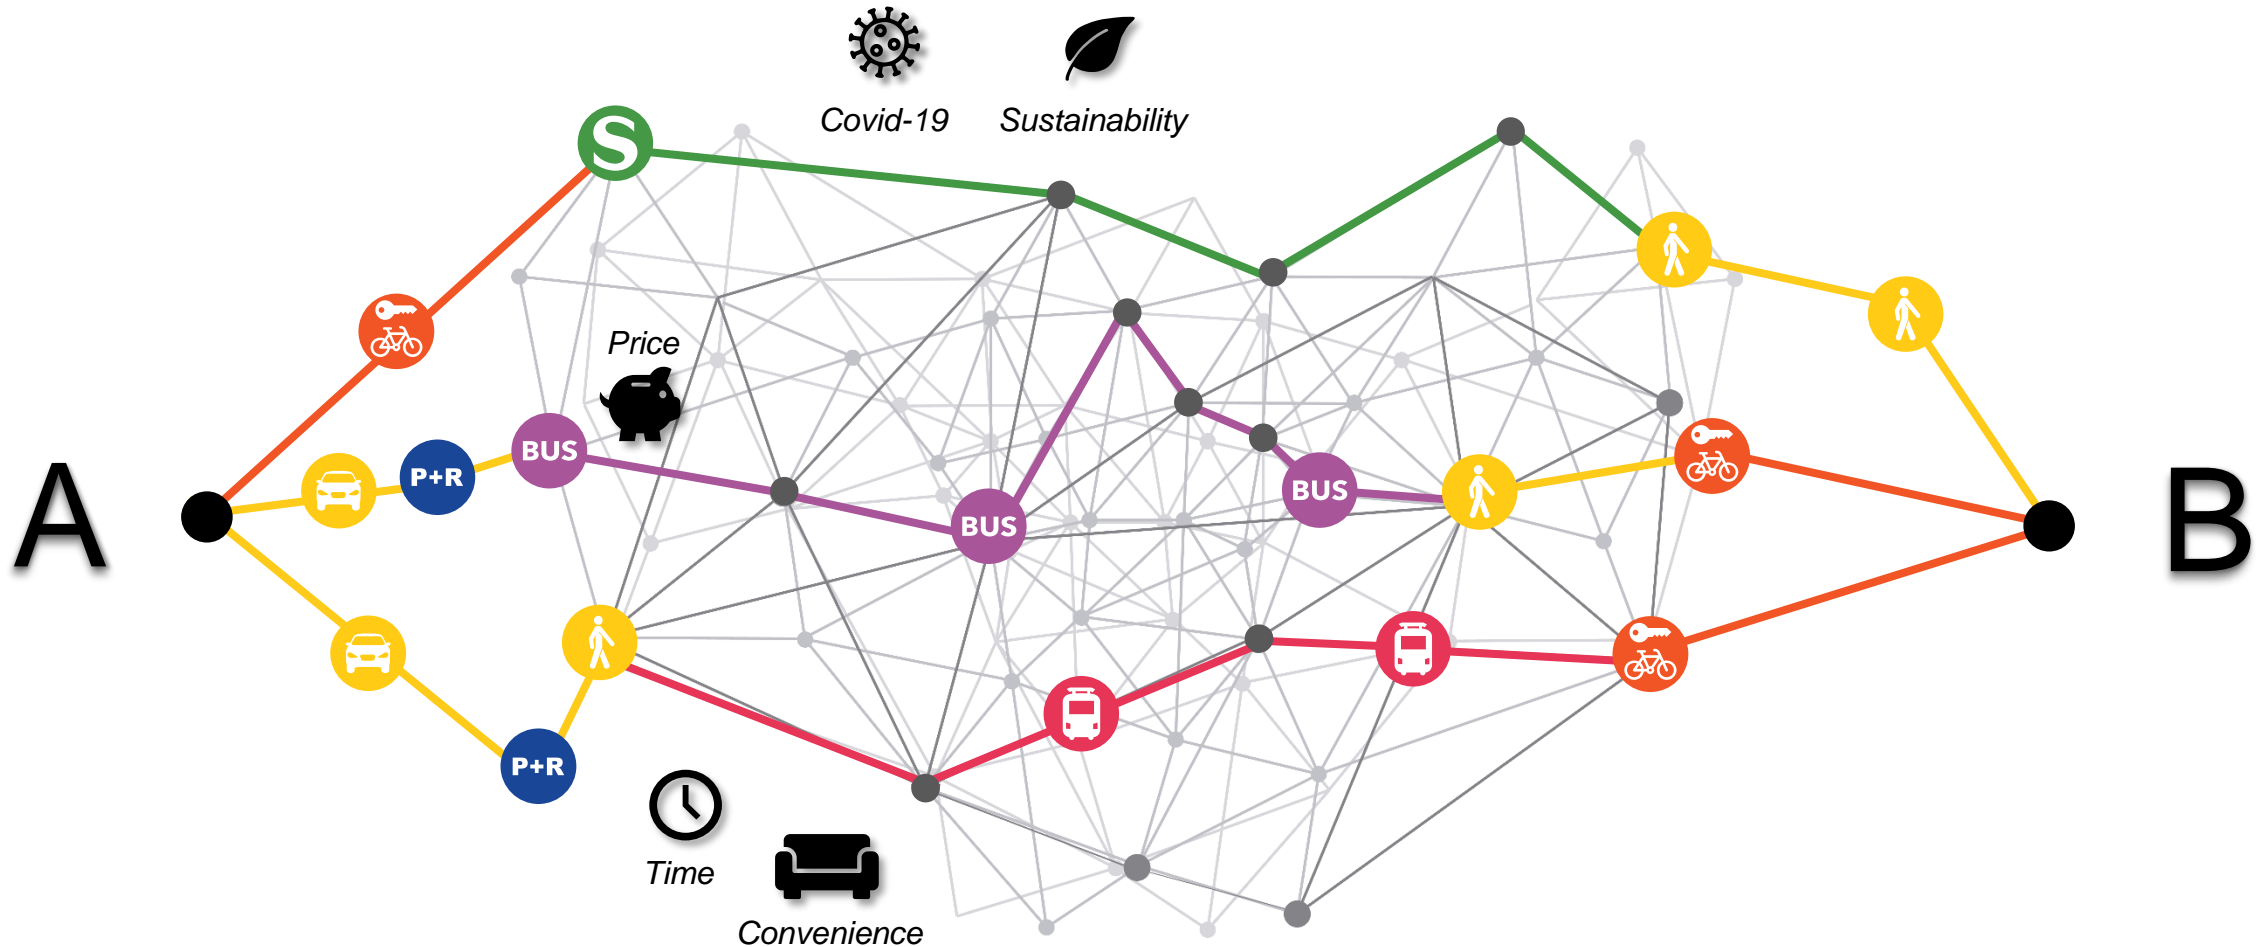 Covid-19
Sustainability
S
Price
BUS
P+R
A
BUS
BUS
B
P+R
Time
Convenience